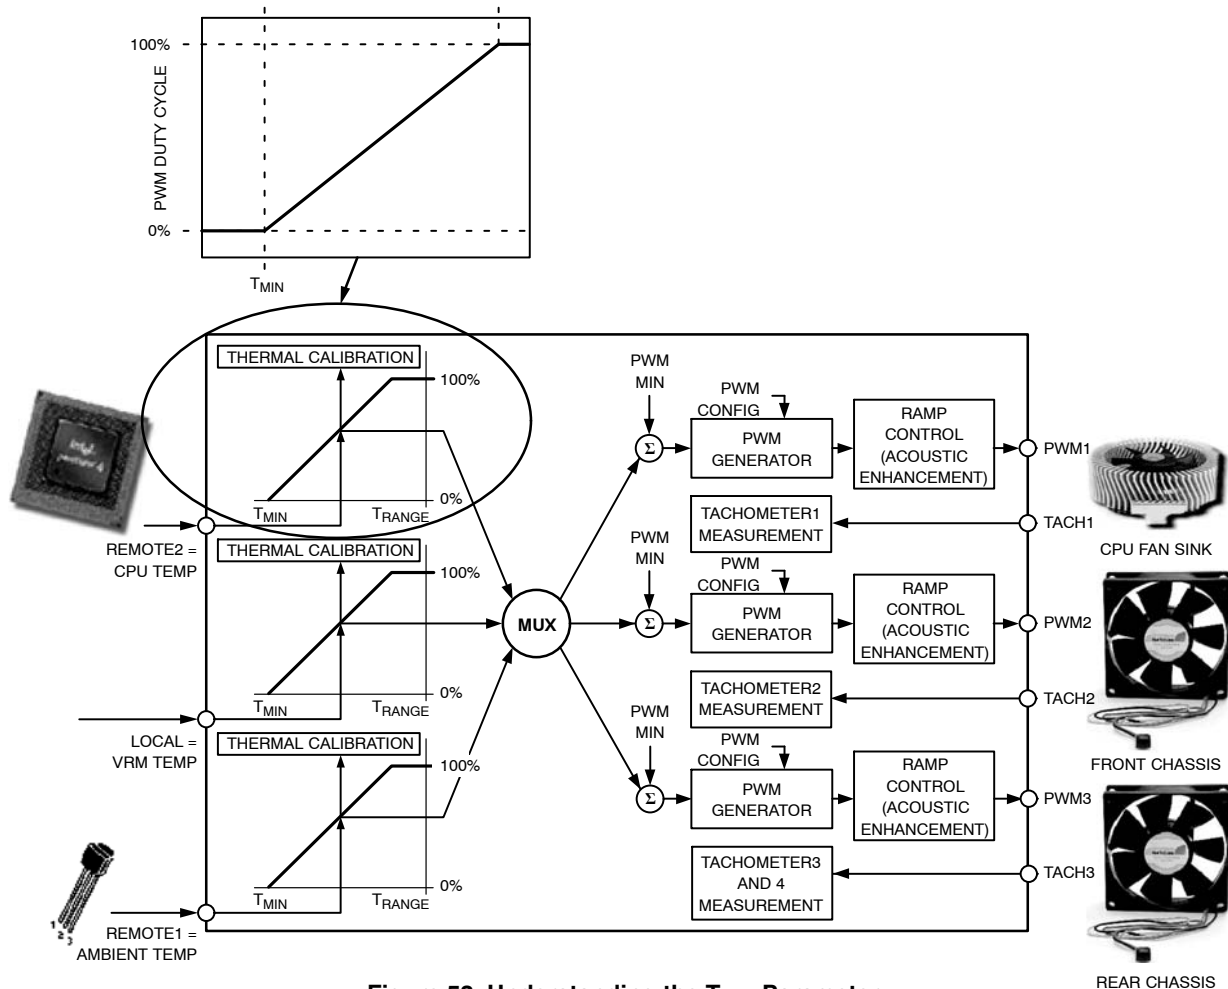 100%
PWM DUTY CYCLE
0%
TMIN
THERMAL CALIBRATION
100%
0%
TMIN
TRANGE
REMOTE2 =
CPU TEMP
THERMAL CALIBRATION
100%
0%
TMIN
TRANGE
LOCAL =
VRM TEMP
THERMAL CALIBRATION
100%
0%
TMIN
TRANGE
REMOTE1 =
AMBIENT TEMP
1
2
3
MUX
PWM
MIN
Σ
PWM
CONFIG
PWM
GENERATOR
RAMP
CONTROL
(ACOUSTIC
ENHANCEMENT)
PWM1
TACHOMETER1
MEASUREMENT
TACH1
CPU FAN SINK
PWM
MIN
Σ
PWM
CONFIG
PWM
GENERATOR
RAMP
CONTROL
(ACOUSTIC
ENHANCEMENT)
PWM2
TACHOMETER2
MEASUREMENT
TACH2
FRONT CHASSIS
PWM
MIN
Σ
PWM
CONFIG
PWM
GENERATOR
RAMP
CONTROL
(ACOUSTIC
ENHANCEMENT)
PWM3
TACHOMETER3
AND 4
MEASUREMENT
TACH3
REAR CHASSIS